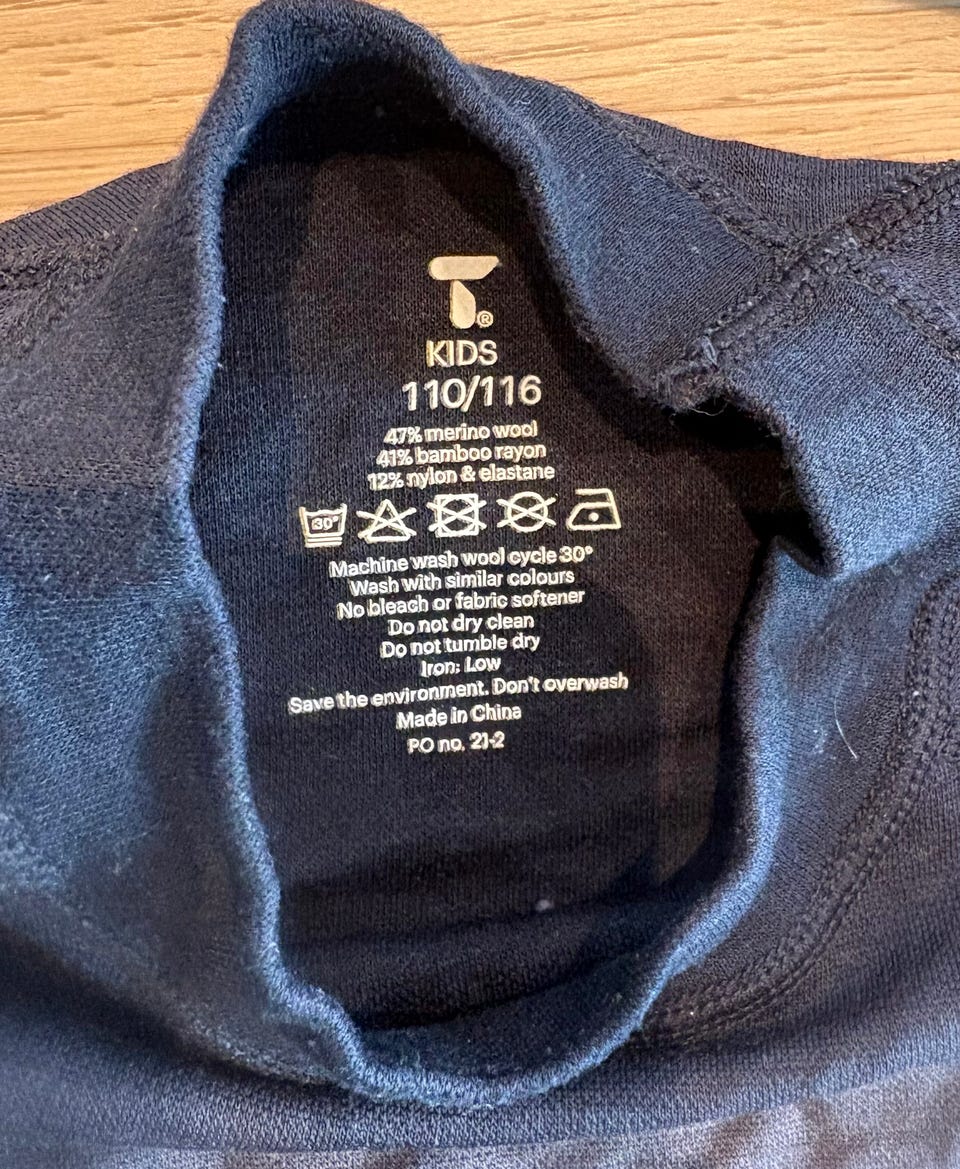 T®
KIDS
110/116
47% merino wool
41% bamboo rayon
12% nylon & elastane
30°
Machine wash wool cycle 30°
Wash with similar colours
No bleach or fabric softener
Do not dry clean
Do not tumble dry
Iron: Low
Save the environment. Don't overwash
Made in China
PO no. 21-2